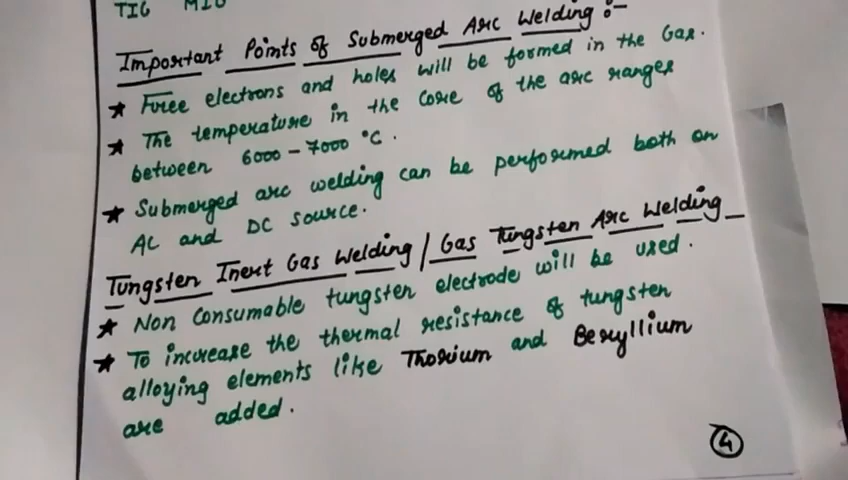 TIG MIG
Important Points of Submerged Arc Welding :-
★ Free electrons and holes will be formed in the Gas.
★ The temperature in the core of the arc ranges
between 6000 - 7000 °C.
★ Submerged arc welding can be performed both on
AC and DC source.
Tungsten Inert Gas Welding / Gas Tungsten Arc Welding
★ Non Consumable tungsten electrode will be used.
★ To increase the thermal resistance of tungsten
alloying elements like Thorium and Beryllium
are added.
4